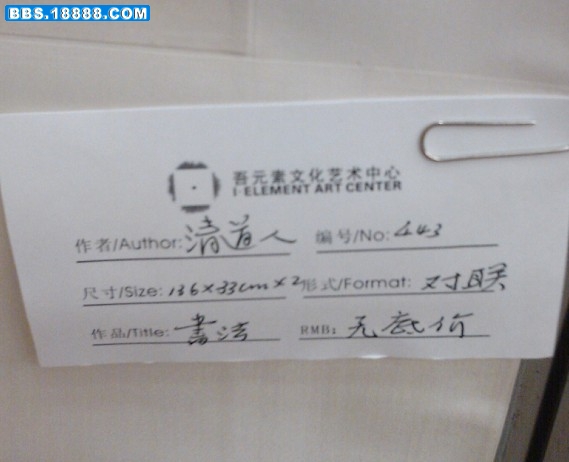 BBS.18888.COM
吾元素文化艺术中心
I·ELEMENT ART CENTER
作者/Author: 清道人 编号/No: 443
尺寸/Size: 136×33cm×2 形式/Format: 对联
作品/Title: 書法 RMB: 无底价